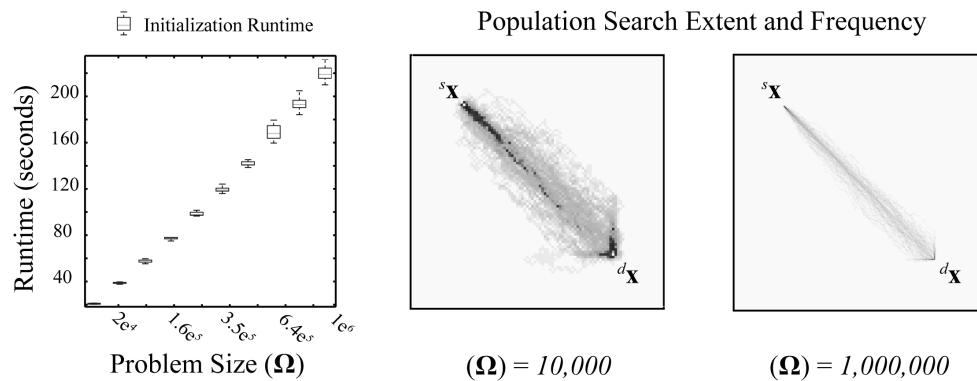 Initialization Runtime
Population Search Extent and Frequency
Runtime (seconds)
200
160
120
80
40
2e⁴
1.6e⁵
3.5e⁵
6.4e⁵
1e⁶
Problem Size (Ω)
ˢX
ᵈX
(Ω) = 10,000
ˢX
ᵈX
(Ω) = 1,000,000